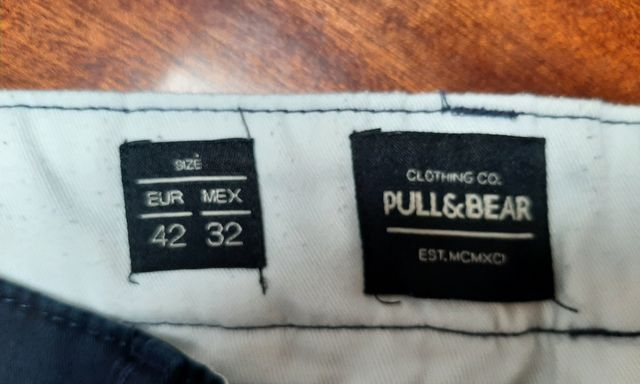 SIZE
EUR MEX
42 32
CLOTHING CO.
PULL&BEAR
EST. MCMXCI